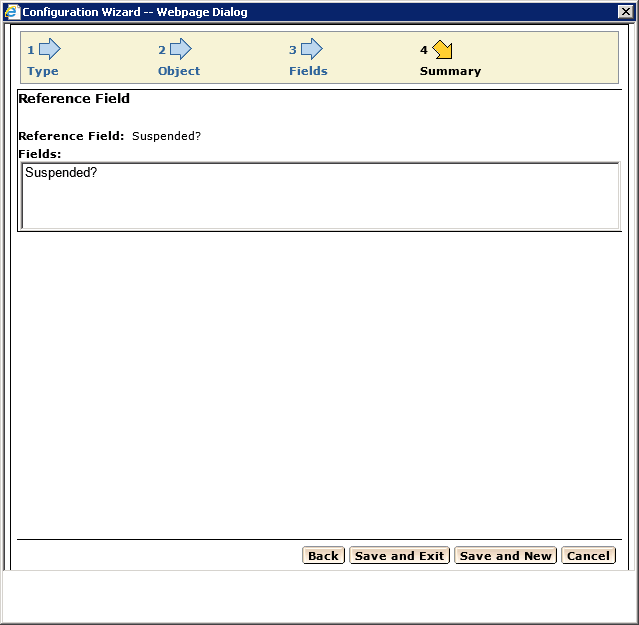 Configuration Wizard -- Webpage Dialog
1 2 3 4
Type Object Fields Summary
Reference Field
Reference Field: Suspended?
Fields:
Suspended?
Back Save and Exit Save and New Cancel